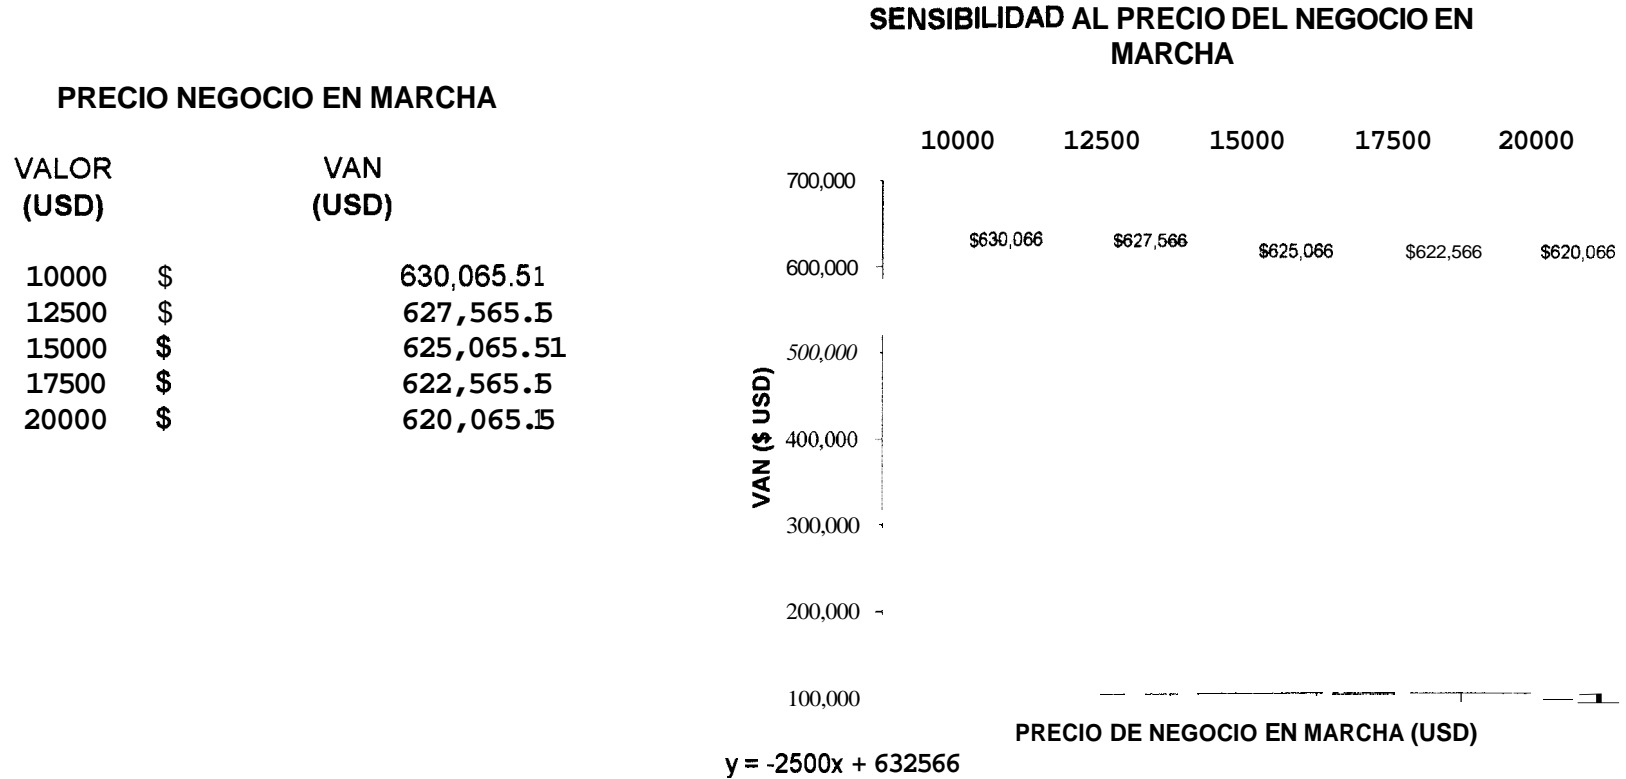 PRECIO NEGOCIO EN MARCHA
VALOR (USD) VAN (USD)
10000 $ 630,065.51
12500 $ 627,565.5
15000 $ 625,065.51
17500 $ 622,565.5
20000 $ 620,065.5
SENSIBILIDAD AL PRECIO DEL NEGOCIO EN
MARCHA
10000 12500 15000 17500 20000
700,000
$630,066 $627,566 $625,066 $622,566 $620,066
600,000
500,000
400,000
300,000
200,000
100,000
VAN ($ USD)
PRECIO DE NEGOCIO EN MARCHA (USD)
y = -2500x + 632566